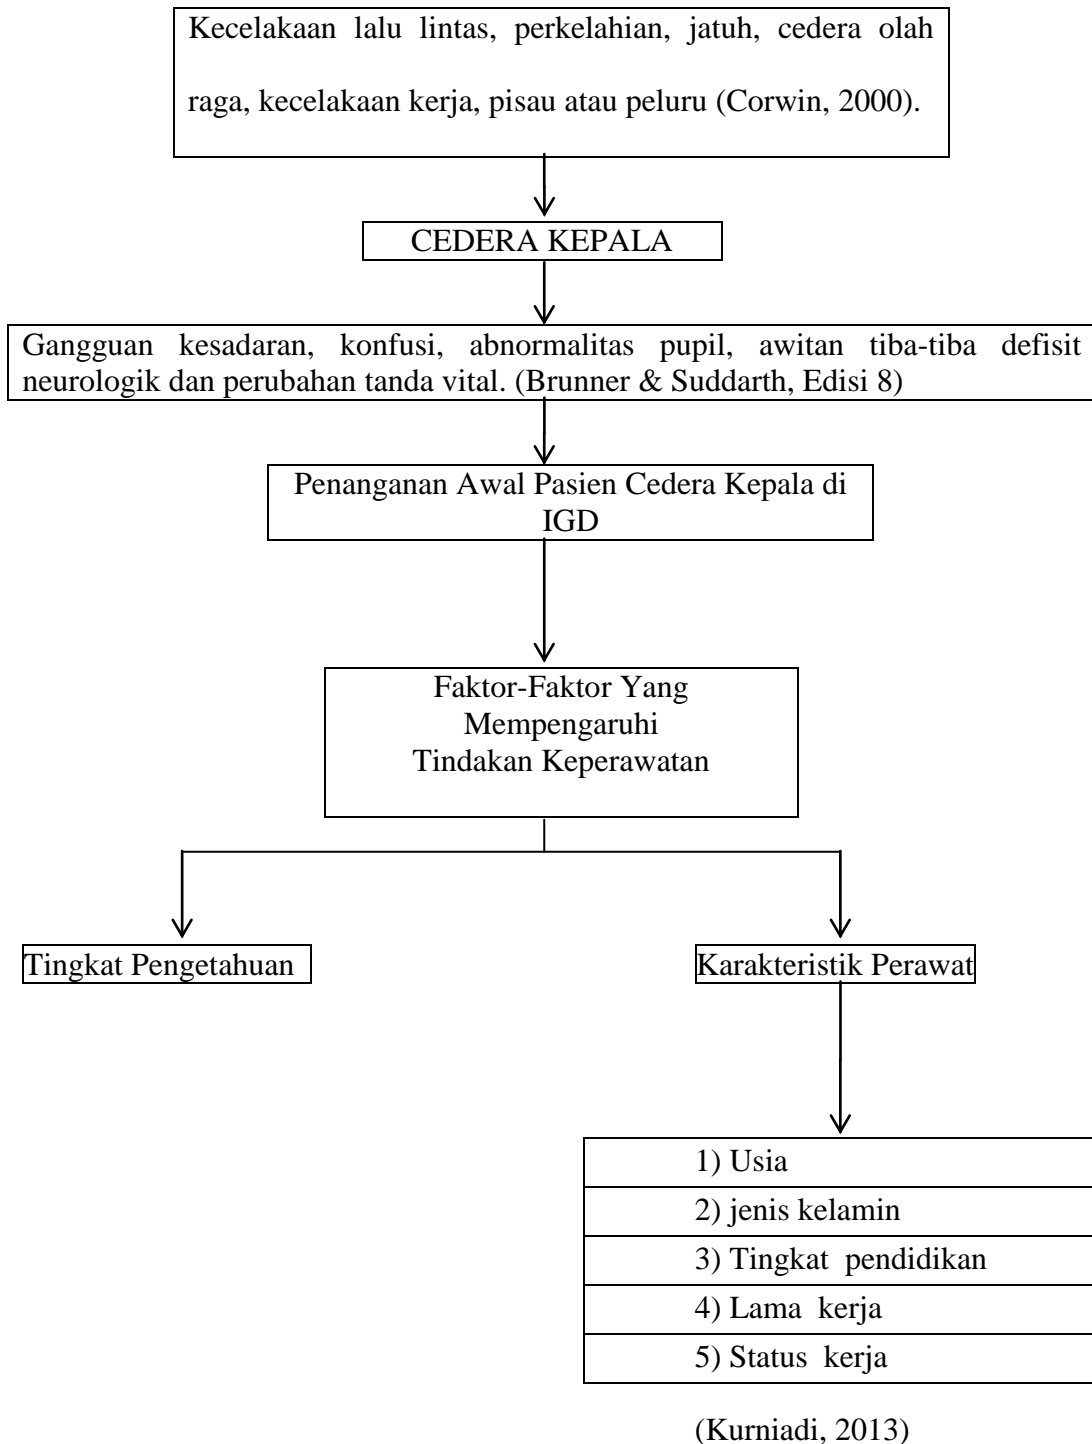 Kecelakaan lalu lintas, perkelahian, jatuh, cedera olah
raga, kecelakaan kerja, pisau atau peluru (Corwin, 2000).
CEDERA KEPALA
Gangguan kesadaran, konfusi, abnormalitas pupil, awitan tiba-tiba defisit
neurologik dan perubahan tanda vital. (Brunner & Suddarth, Edisi 8)
Penanganan Awal Pasien Cedera Kepala di
IGD
Faktor-Faktor Yang
Mempengaruhi
Tindakan Keperawatan
Tingkat Pengetahuan
Karakteristik Perawat
1) Usia
2) jenis kelamin
3) Tingkat pendidikan
4) Lama kerja
5) Status kerja
(Kurniadi, 2013)